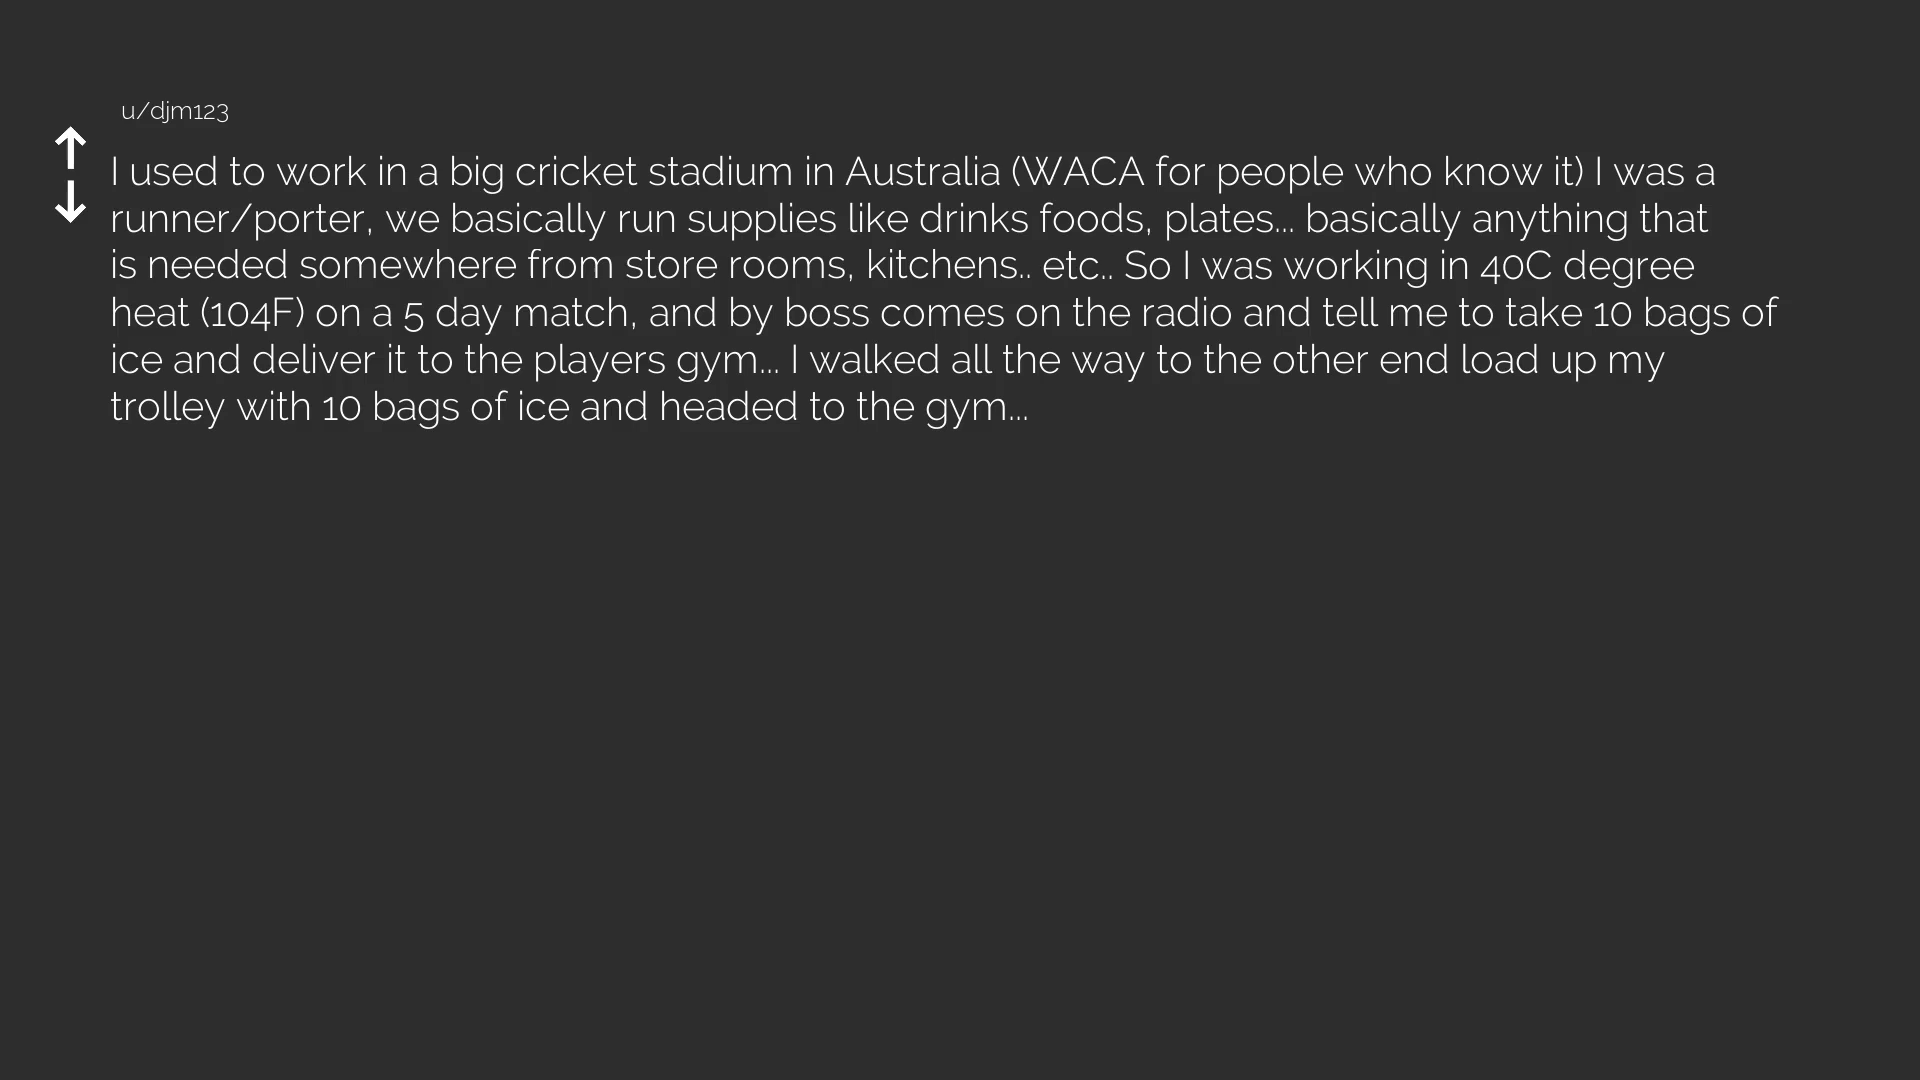 u/djm123
I used to work in a big cricket stadium in Australia (WACA for people who know it) I was a
runner/porter, we basically run supplies like drinks foods, plates... basically anything that
is needed somewhere from store rooms, kitchens.. etc.. So I was working in 40C degree
heat (104F) on a 5 day match, and by boss comes on the radio and tell me to take 10 bags of
ice and deliver it to the players gym... I walked all the way to the other end load up my
trolley with 10 bags of ice and headed to the gym...